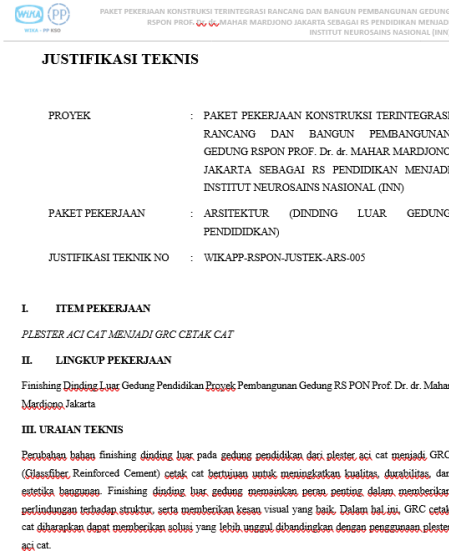 WIKA PP
WIKA - PP KSO
PAKET PEKERJAAN KONSTRUKSI TERINTEGRASI RANCANG DAN BANGUN PEMBANGUNAN GEDUNG
RSPON PROF. Dr. dr. MAHAR MARDJONO JAKARTA SEBAGAI RS PENDIDIKAN MENJADI
INSTITUT NEUROSAINS NASIONAL (INN)
JUSTIFIKASI TEKNIS
PROYEK : PAKET PEKERJAAN KONSTRUKSI TERINTEGRASI
RANCANG DAN BANGUN PEMBANGUNAN
GEDUNG RSPON PROF. Dr. dr. MAHAR MARDJONO
JAKARTA SEBAGAI RS PENDIDIKAN MENJADI
INSTITUT NEUROSAINS NASIONAL (INN)
PAKET PEKERJAAN : ARSITEKTUR (DINDING LUAR GEDUNG
PENDIDIDKAN)
JUSTIFIKASI TEKNIK NO : WIKAPP-RSPON-JUSTEK-ARS-005
I. ITEM PEKERJAAN
PLESTER ACI CAT MENJADI GRC CETAK CAT
II. LINGKUP PEKERJAAN
Finishing Dinding Luar Gedung Pendidikan Proyek Pembangunan Gedung RS PON Prof. Dr. dr. Mahar
Mardjono Jakarta
III. URAIAN TEKNIS
Perubahan bahan finishing dinding luar pada gedung pendidikan dari plester aci cat menjadi GRC
(Glassfiber Reinforced Cement) cetak cat bertujuan untuk meningkatkan kualitas, durabilitas, dan
estetika bangunan. Finishing dinding luar gedung memainkan peran penting dalam memberikan
perlindungan terhadap struktur, serta memberikan kesan visual yang baik. Dalam hal ini, GRC cetak
cat diharapkan dapat memberikan solusi yang lebih unggul dibandingkan dengan penggunaan plester
aci cat.